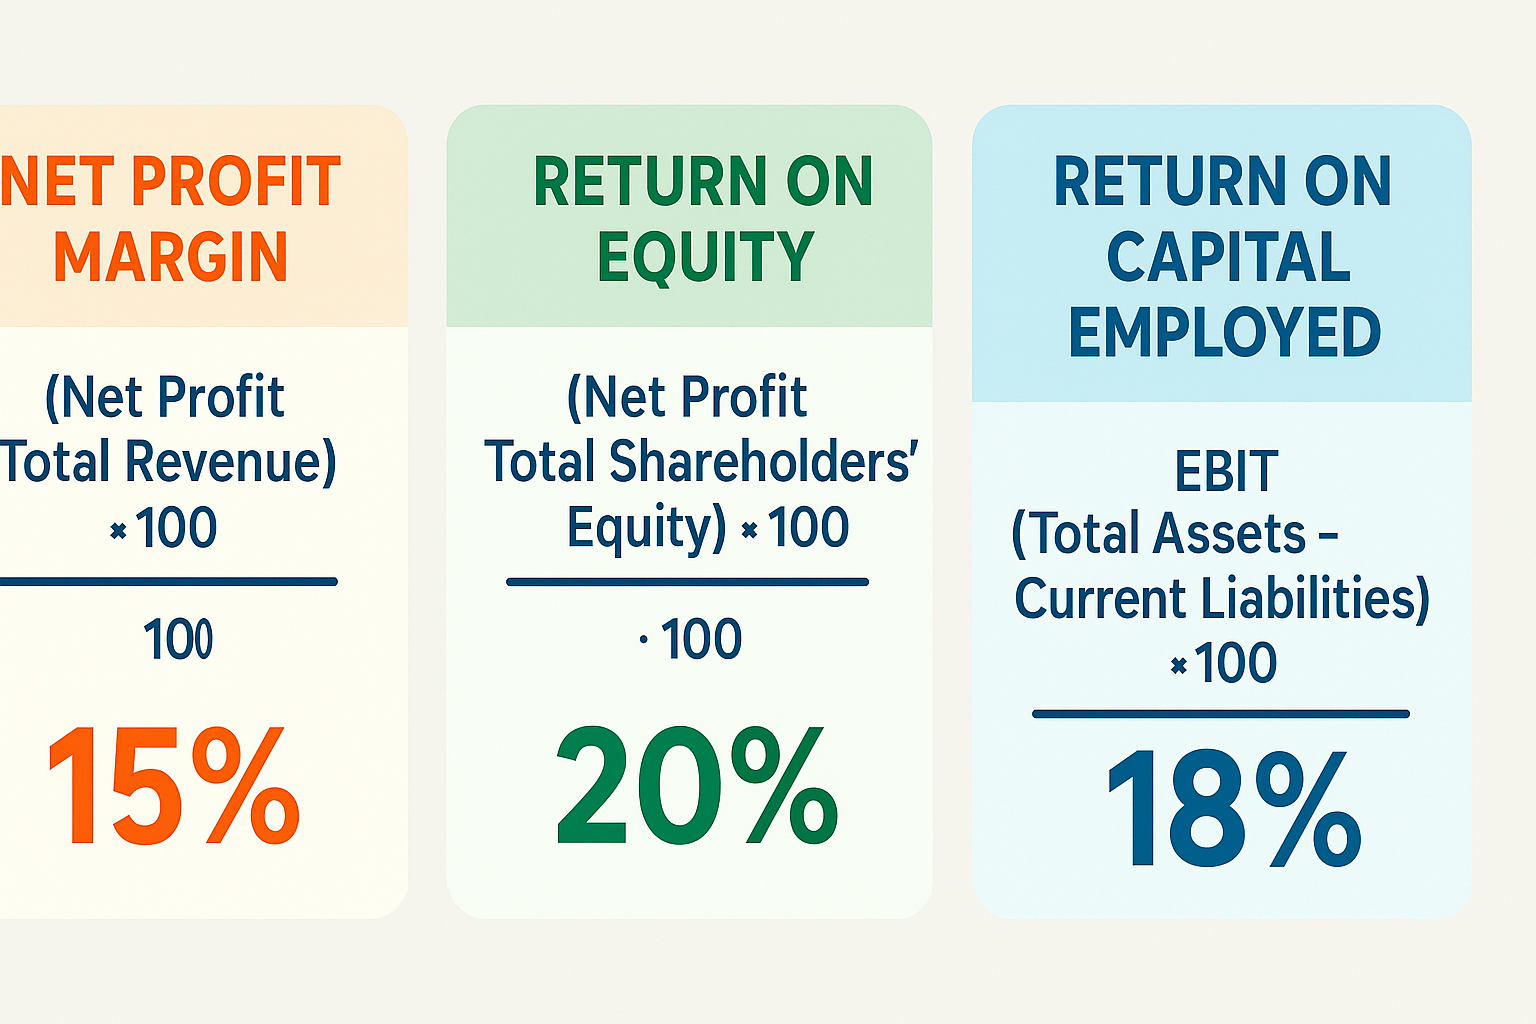 NET PROFIT
MARGIN
(Net Profit
Total Revenue)
×100
100
15%
RETURN ON
EQUITY
(Net Profit
Total Shareholders’
Equity) ×100
· 100
20%
RETURN ON
CAPITAL
EMPLOYED
EBIT
(Total Assets –
Current Liabilities)
×100
18%